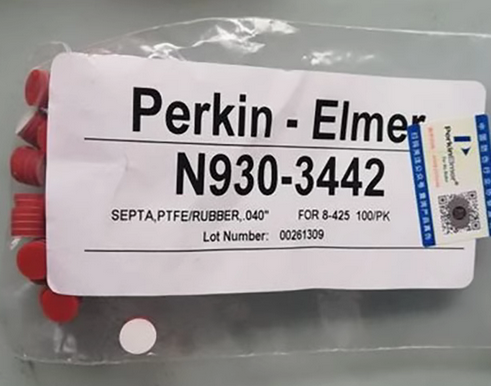 Perkin - Elmer
N930-3442
SEPTA,PTFE/RUBBER,.040" FOR 8-425 100/PK
Lot Number: 00261309
PerkinElmer®